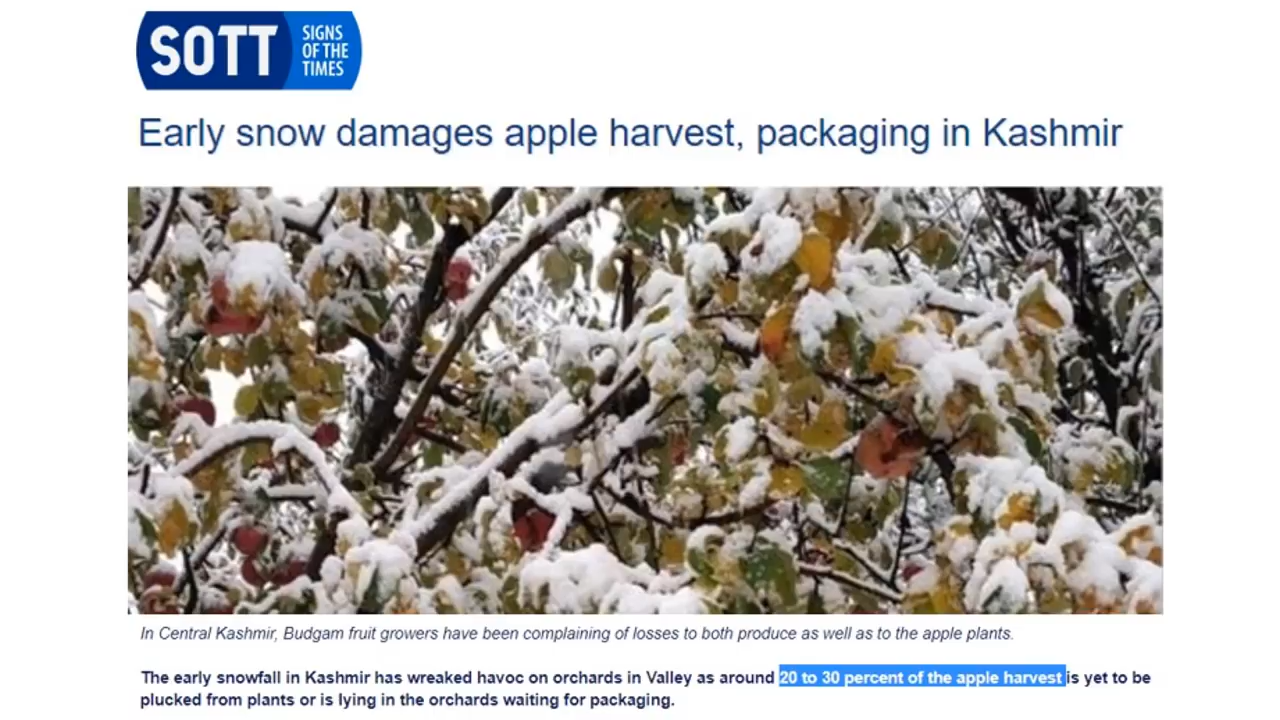 SOTT
SIGNS
OF THE
TIMES
Early snow damages apple harvest, packaging in Kashmir
In Central Kashmir, Budgam fruit growers have been complaining of losses to both produce as well as to the apple plants.
The early snowfall in Kashmir has wreaked havoc on orchards in Valley as around 20 to 30 percent of the apple harvest is yet to be
plucked from plants or is lying in the orchards waiting for packaging.